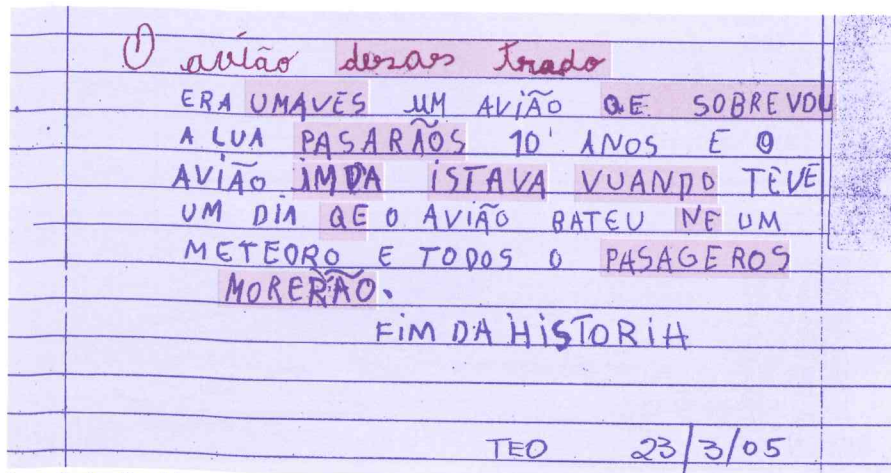 O avião desas trado
ERA UMAVES UM AVIÃO QE SOBREVOU
A LUA PASARÃOS 10 ANOS E O
AVIÃO IMDA ISTAVA VUANDO TEVE
UM DIA QE O AVIÃO BATEU NE UM
METEORO E TODOS O PASAGEROS
MORERÃO.
FIM DA HISTORIA
TEO 23/3/05